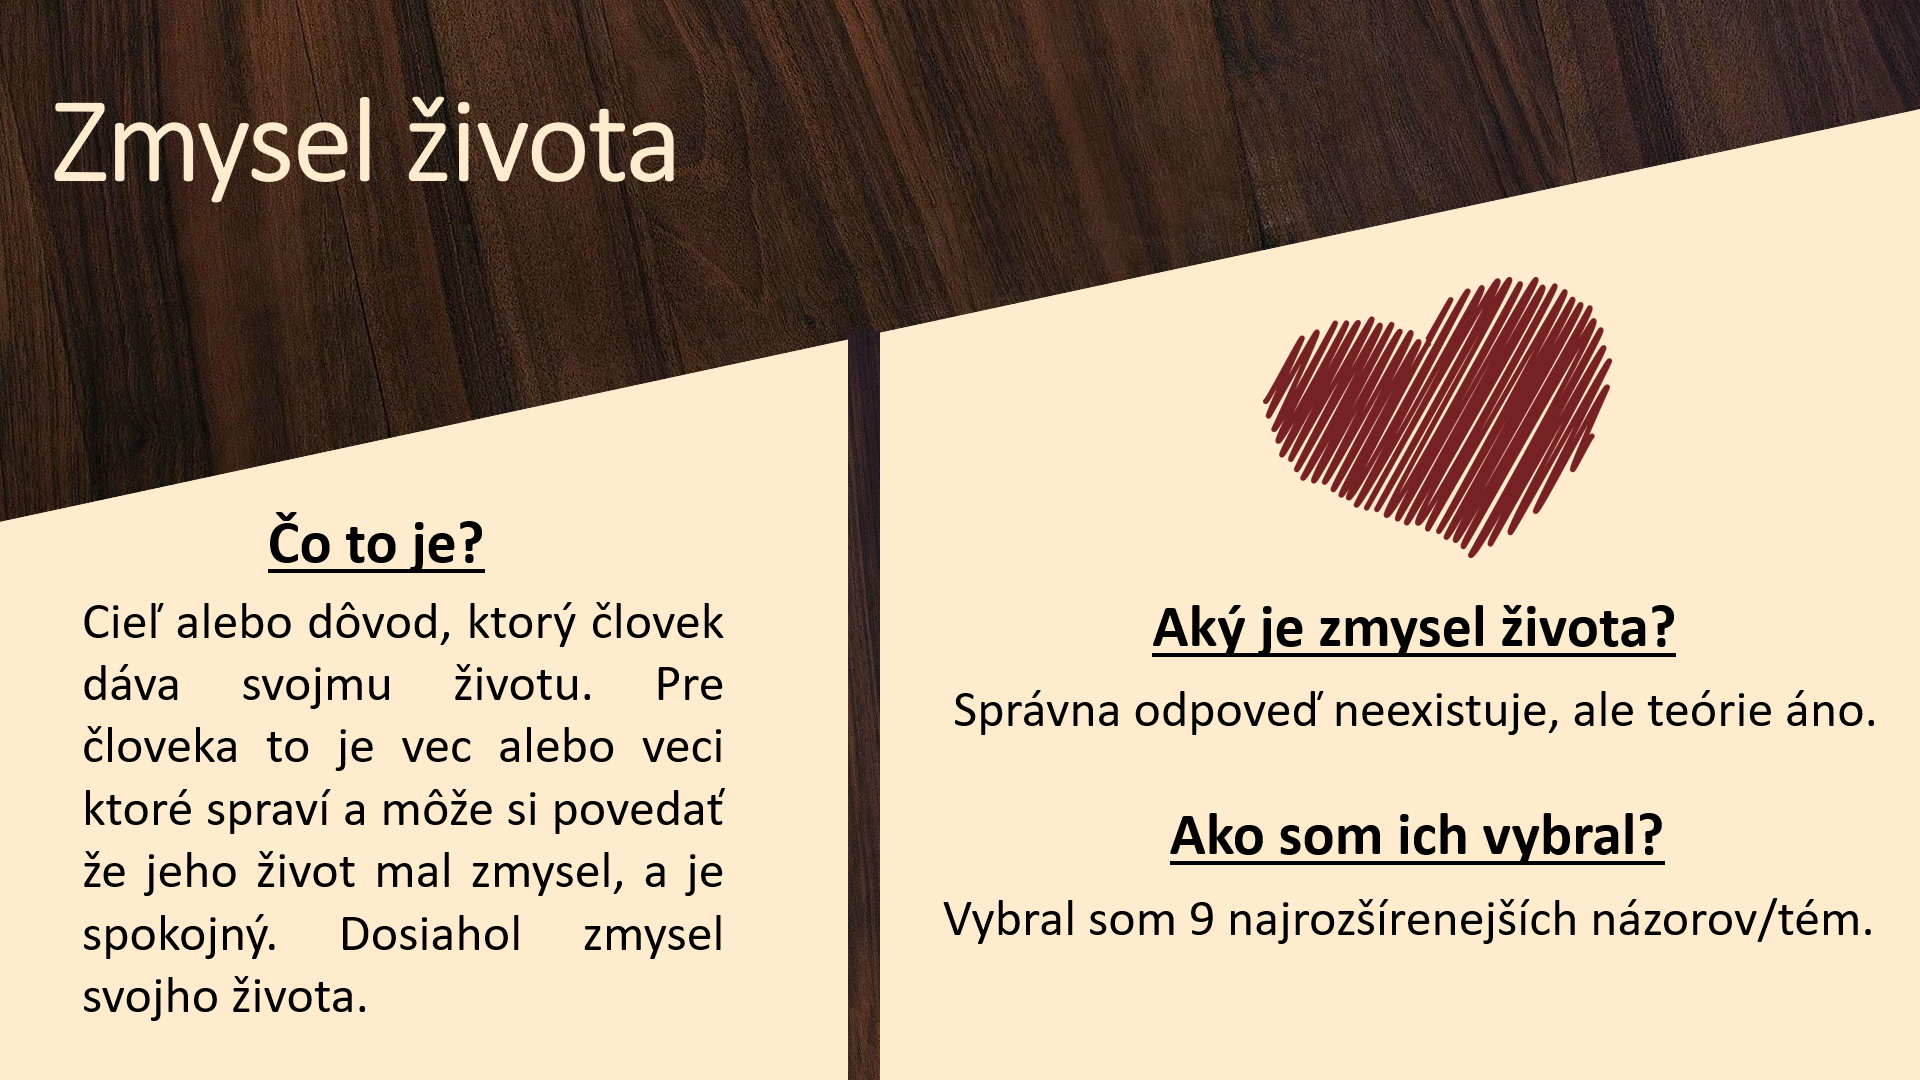 Zmysel života
Čo to je?
Cieľ alebo dôvod, ktorý človek
dáva svojmu životu. Pre
človeka to je vec alebo veci
ktoré spraví a môže si povedať
že jeho život mal zmysel, a je
spokojný. Dosiahol zmysel
svojho života.
Aký je zmysel života?
Správna odpoveď neexistuje, ale teórie áno.
Ako som ich vybral?
Vybral som 9 najrozšírenejších názorov/tém.